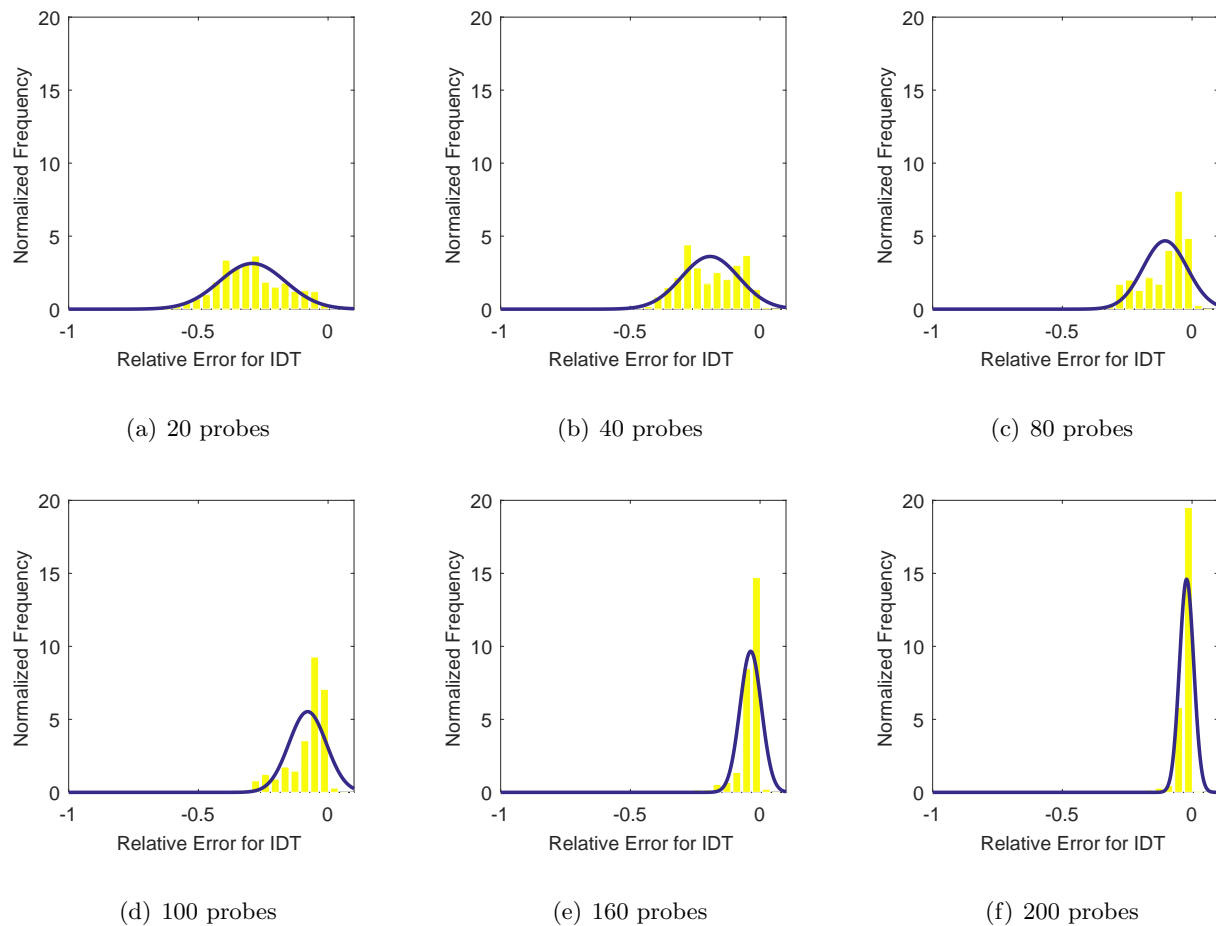 20
15
10
5
0
Normalized Frequency
-1 -0.5 0
Relative Error for IDT
(a) 20 probes
20
15
10
5
0
Normalized Frequency
-1 -0.5 0
Relative Error for IDT
(b) 40 probes
20
15
10
5
0
Normalized Frequency
-1 -0.5 0
Relative Error for IDT
(c) 80 probes
20
15
10
5
0
Normalized Frequency
-1 -0.5 0
Relative Error for IDT
(d) 100 probes
20
15
10
5
0
Normalized Frequency
-1 -0.5 0
Relative Error for IDT
(e) 160 probes
20
15
10
5
0
Normalized Frequency
-1 -0.5 0
Relative Error for IDT
(f) 200 probes